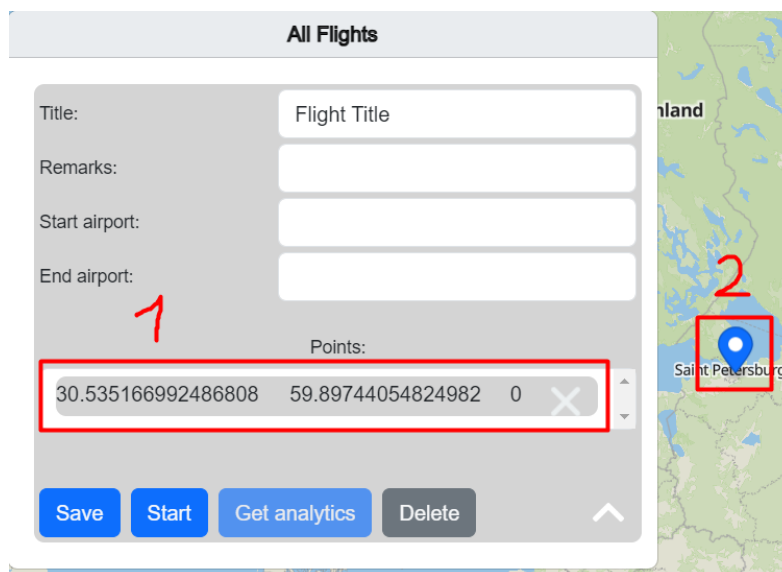 All Flights
Title:
Flight Title
Remarks:
Start airport:
End airport:
1
Points:
30.535166992486808 59.89744054824982 0
Save Start Get analytics Delete
nland
2
Saint Petersburg